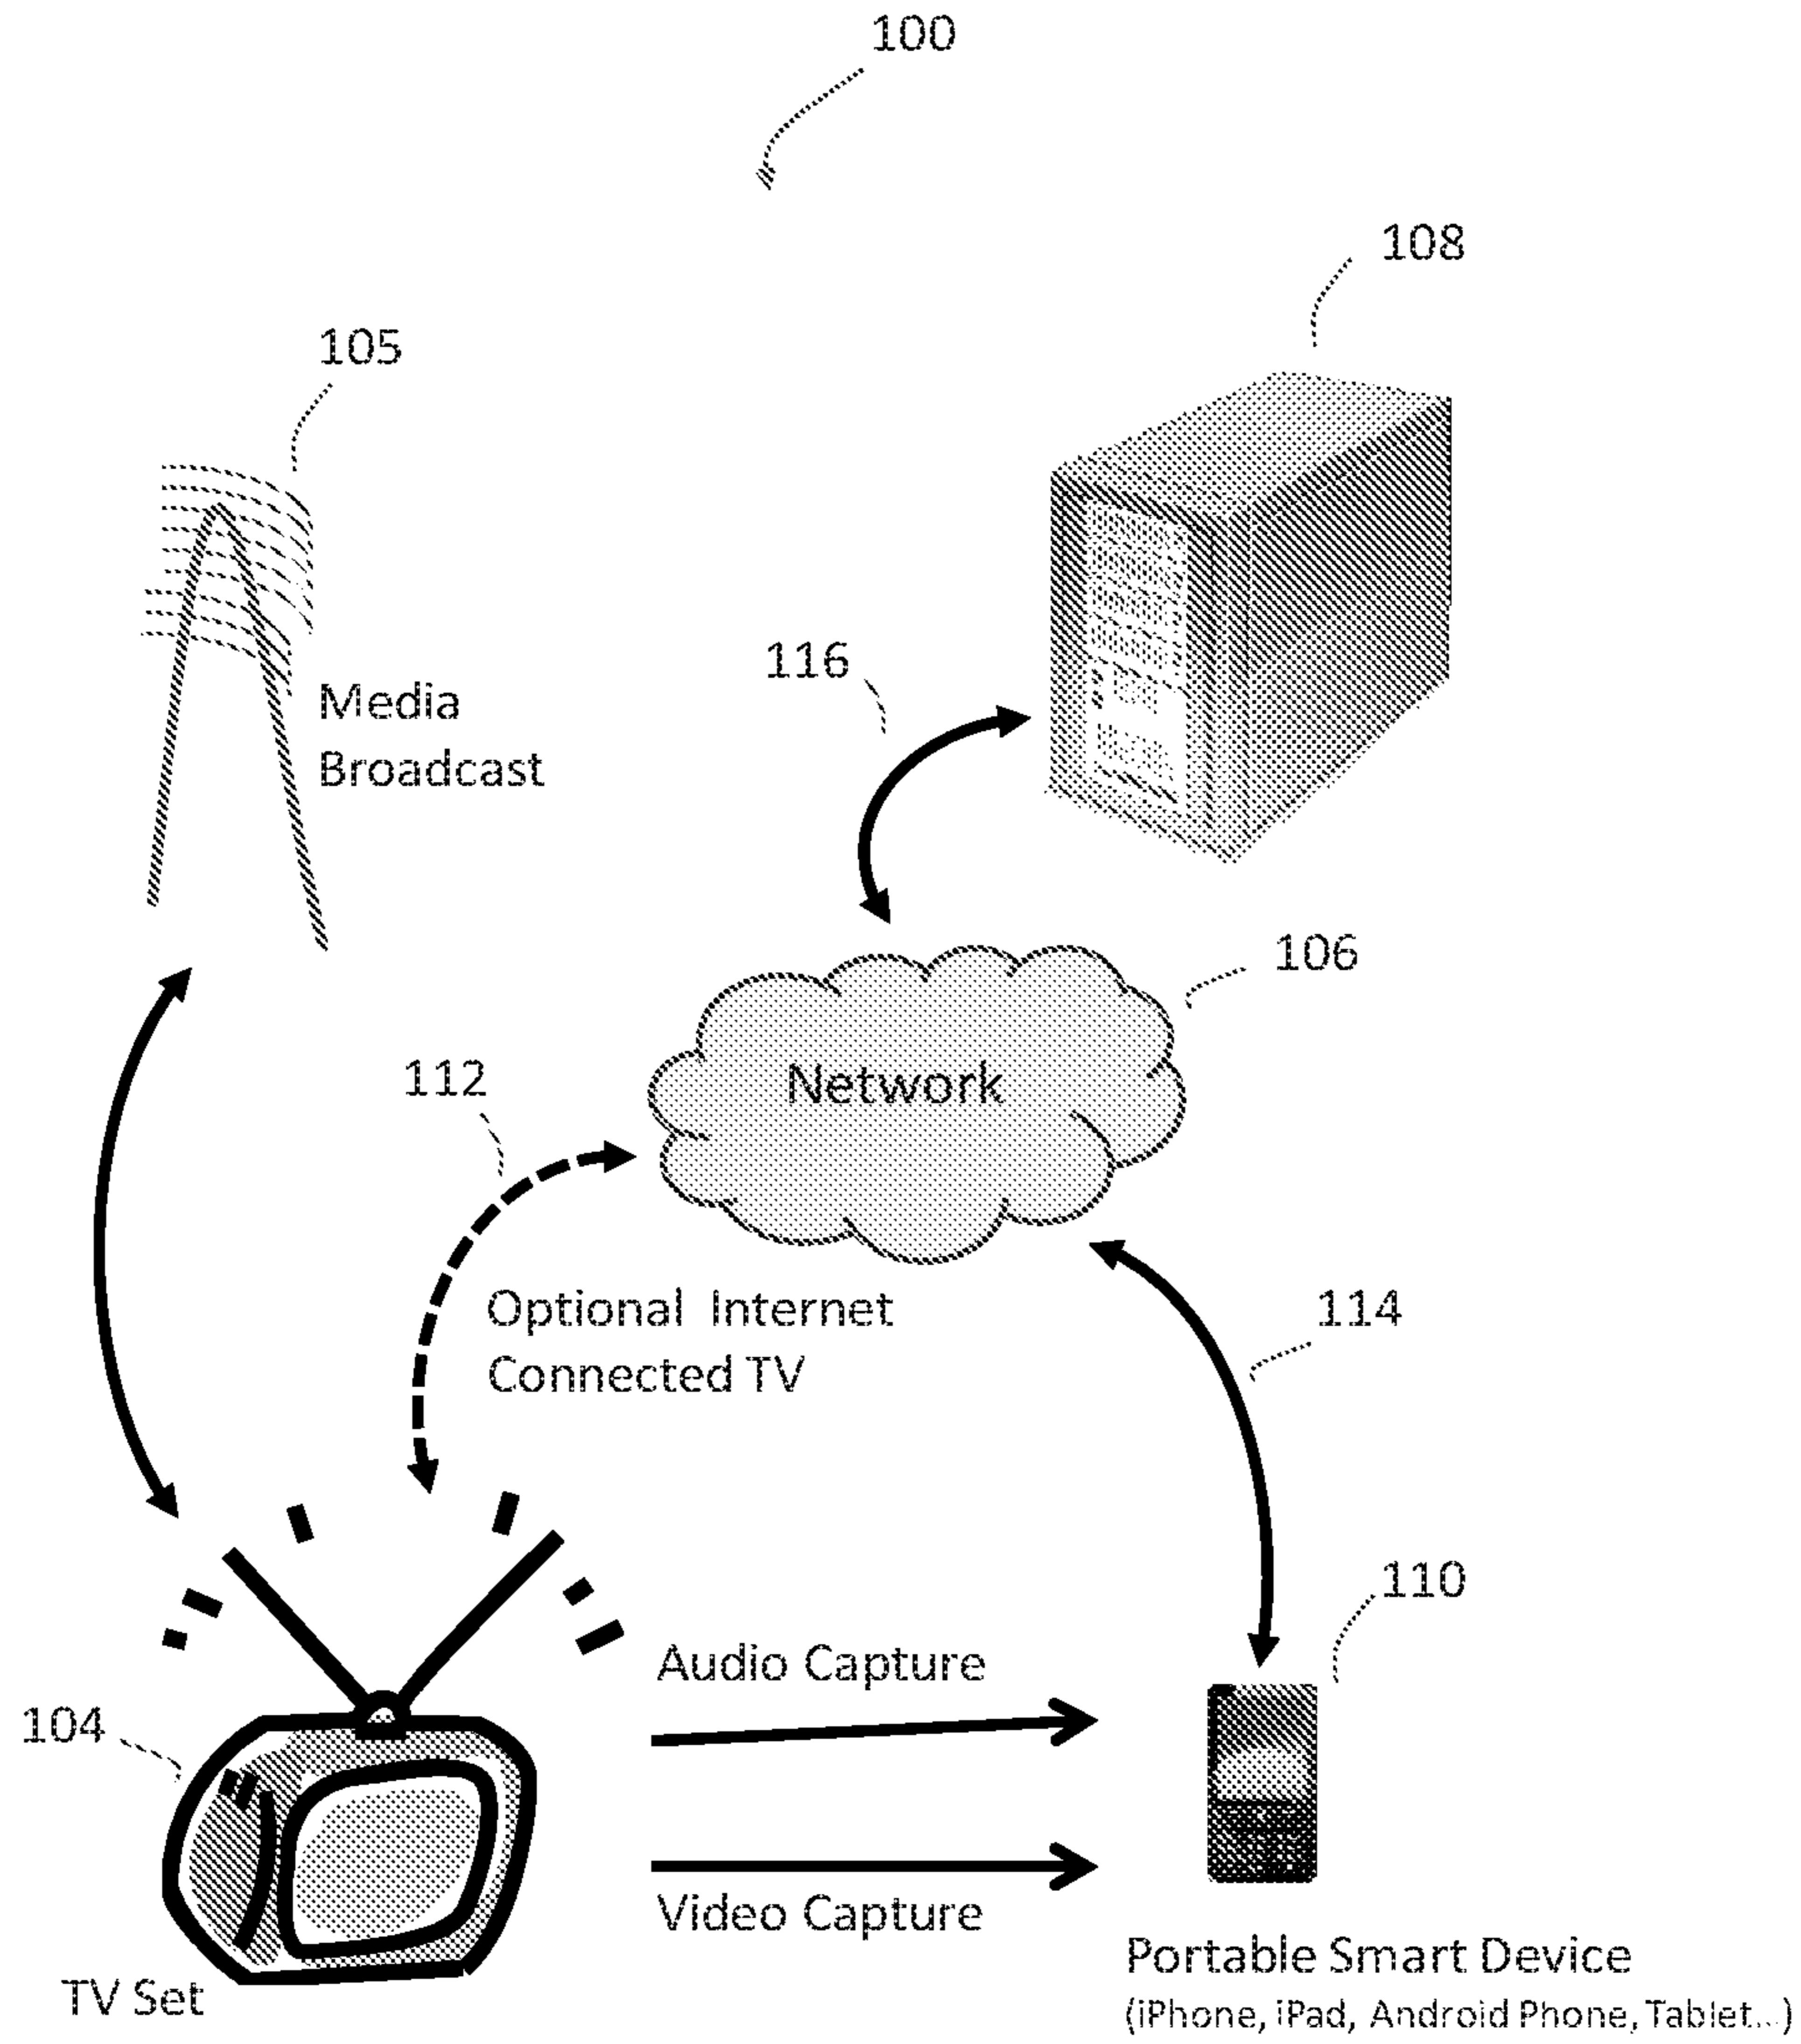 100
108
105
116
Media
Broadcast
106
Network
112
Optional Internet
Connected TV
114
110
Audio Capture
104
Video Capture
Portable Smart Device
TV Set
(iPhone, iPad, Android Phone, Tablet...)